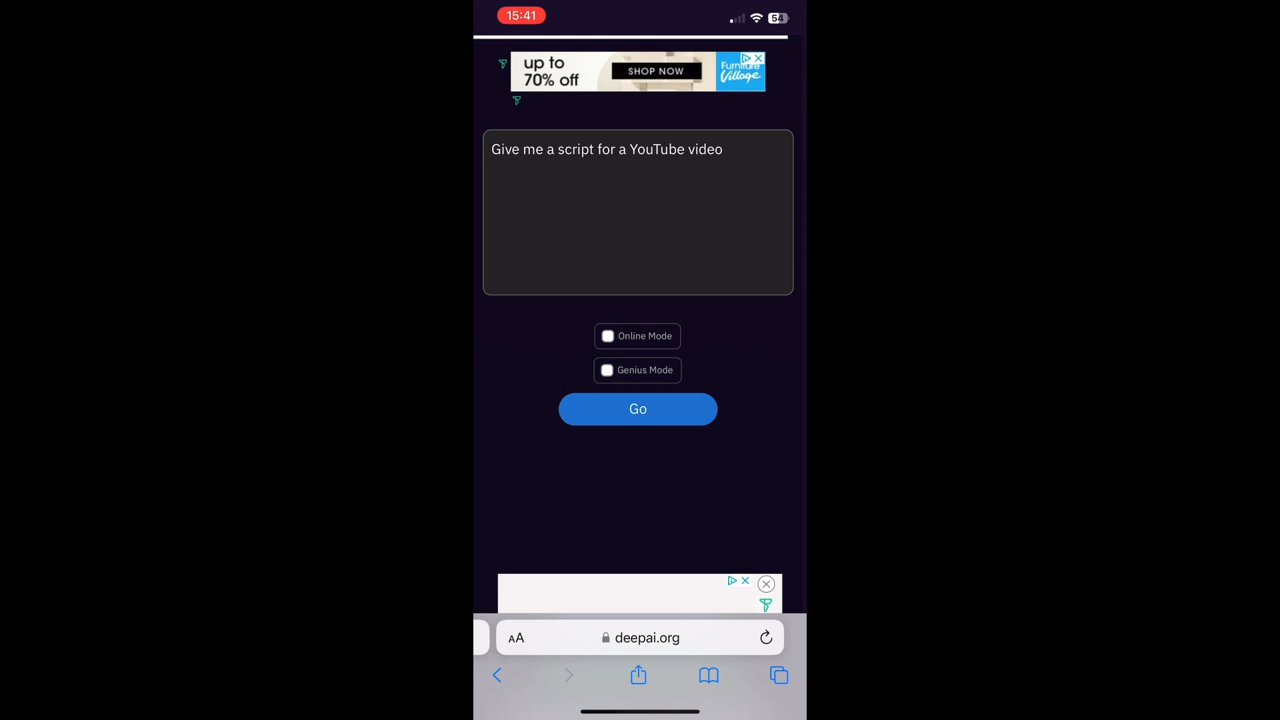 15:41
54
up to
70% off
SHOP NOW
Furniture
Village
Give me a script for a YouTube video
Online Mode
Genius Mode
Go
AA
deepai.org